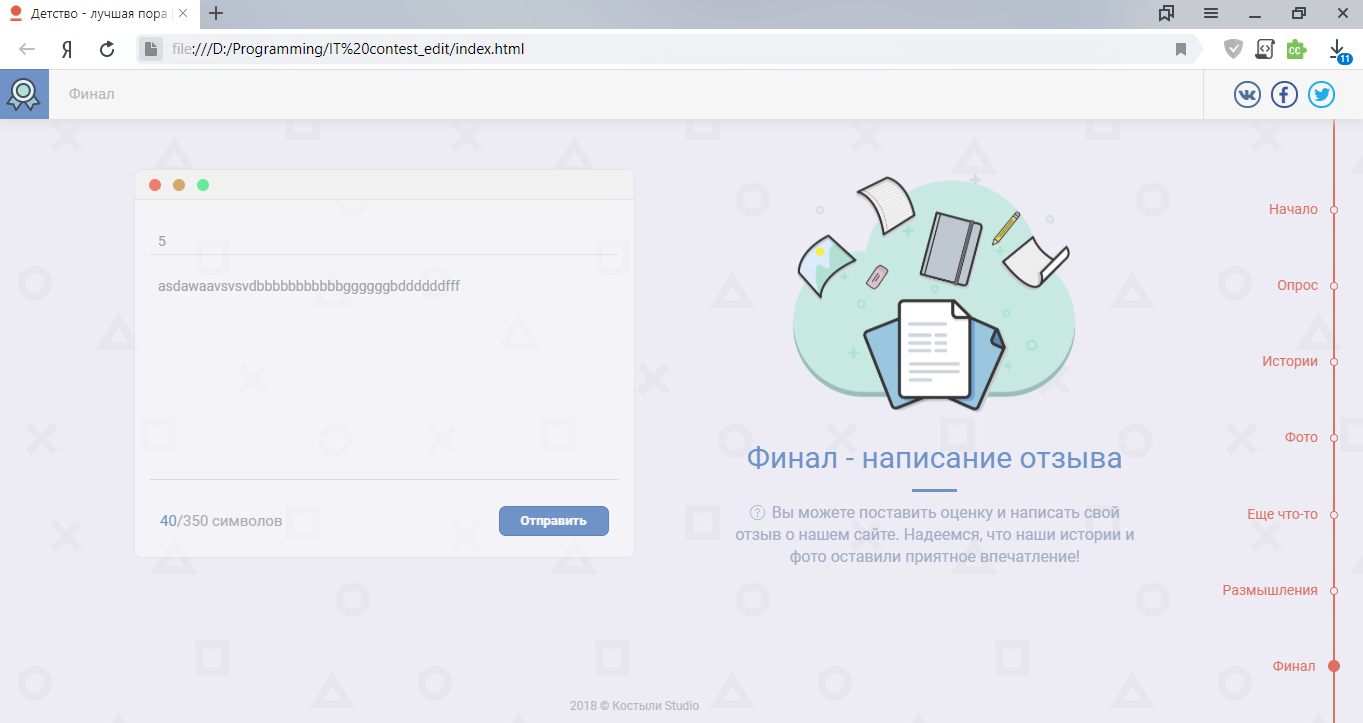 Детство - лучшая пора
Я
file:///D:/Programming/IT%20contest_edit/index.html
cc
11
Финал
5
asdawaavsvsvdbbbbbbbbbbbggggggbddddddfff
40/350 символов
Отправить
Финал - написание отзыва
? Вы можете поставить оценку и написать свой
отзыв о нашем сайте. Надеемся, что наши истории и
фото оставили приятное впечатление!
Начало
Опрос
Истории
Фото
Еще что-то
Размышления
Финал
2018 © Костыли Studio